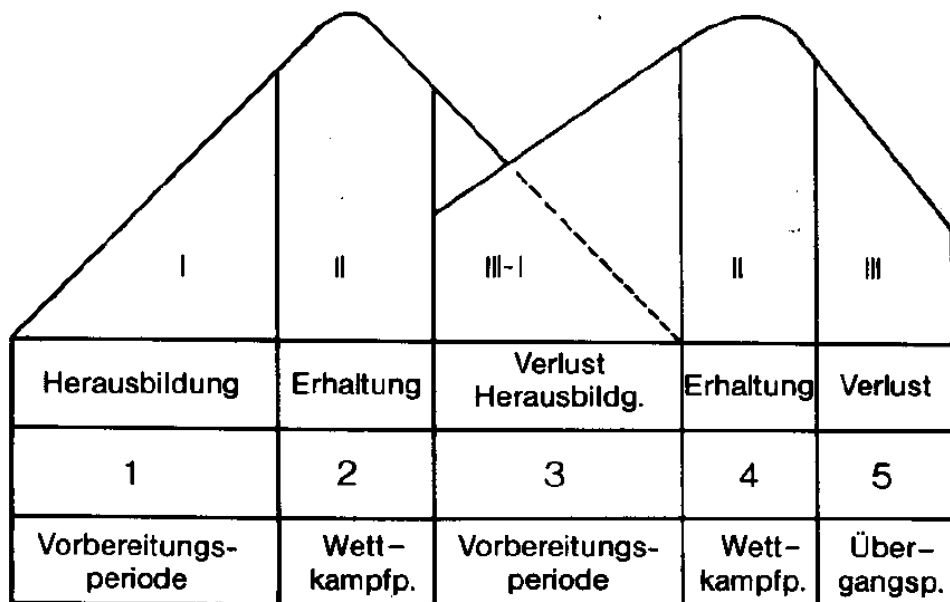 I
II
III-I
II
III
Herausbildung
Erhaltung
Verlust
Herausbildg.
Erhaltung
Verlust
1
2
3
4
5
Vorbereitungs-
periode
Wett-
kampfp.
Vorbereitungs-
periode
Wett-
kampfp.
Über-
gangsp.